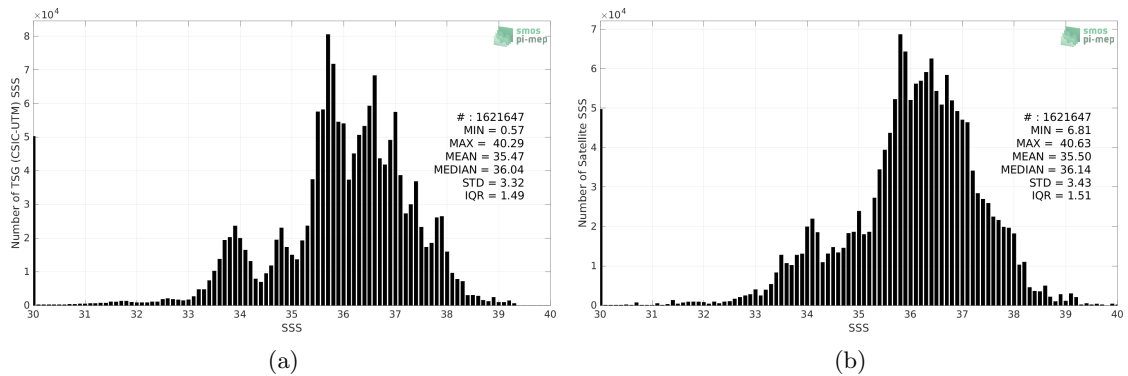 ×10⁴
8
7
6
5
4
3
2
1
0
Number of TSG (CSIC-UTM) SSS
30 31 32 33 34 35 36 37 38 39 40
SSS
smos
pi-mep
# : 1621647
MIN = 0.57
MAX = 40.29
MEAN = 35.47
MEDIAN = 36.04
STD = 3.32
IQR = 1.49
(a)
×10⁴
7
6
5
4
3
2
1
0
Number of Satellite SSS
30 31 32 33 34 35 36 37 38 39 40
SSS
smos
pi-mep
# : 1621647
MIN = 6.81
MAX = 40.63
MEAN = 35.50
MEDIAN = 36.14
STD = 3.43
IQR = 1.51
(b)